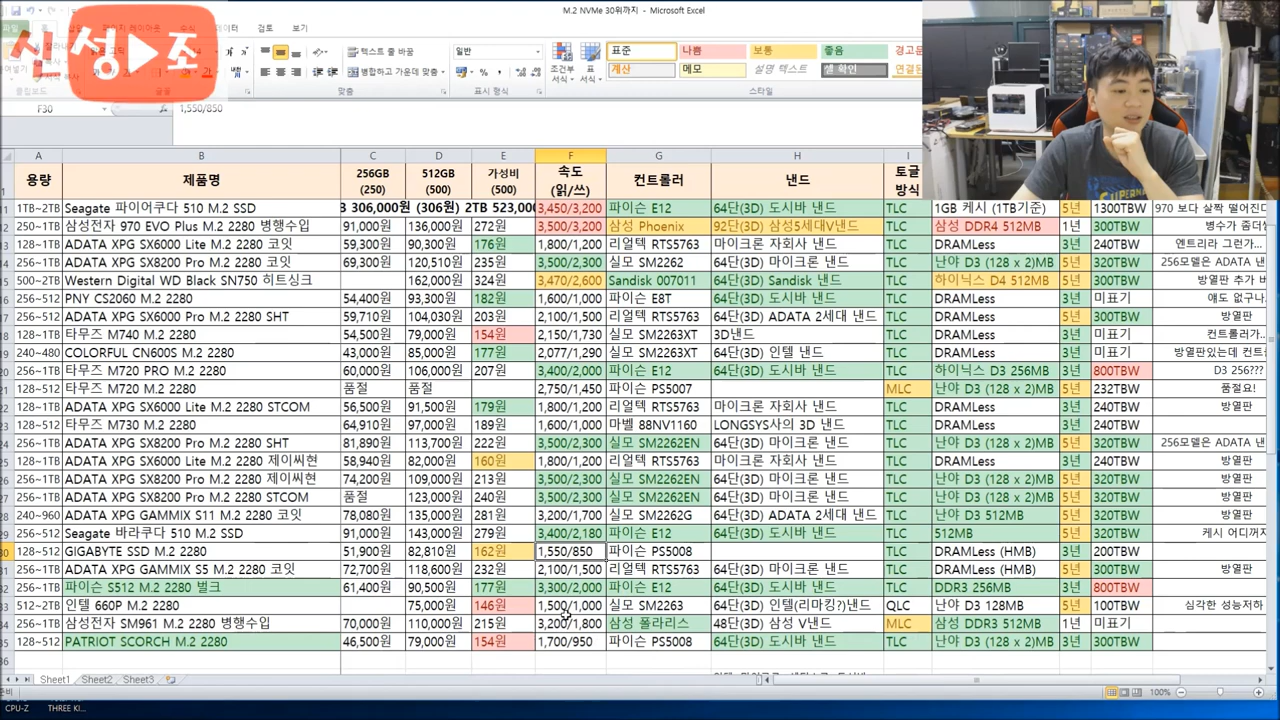 M.2 NVMe 30위까지 - Microsoft Excel
신성조
검토 보기
텍스트 줄 바꿈 일반 표준 나쁨 보통 좋음 경고문
병합하고 가운데 맞춤 조건부 서식 표 서식 계산 메모 설명 텍스트 셀 확인 연결된
맞춤 표시 형식 스타일
F30 1,550/850
A B C D E F G H I
용량 제품명 256GB (250) 512GB (500) 가성비 (500) 속도 (읽/쓰) 컨트롤러 낸드 토글 방식
1TB~2TB Seagate 파이어쿠다 510 M.2 SSD 306,000원 (306원) 2TB 523,000 3,450/3,200 파이슨 E12 64단(3D) 도시바 낸드 TLC 1GB 케시 (1TB기준) 5년 1300TBW 970 보다 살짝 떨어진다
250~1TB 삼성전자 970 EVO Plus M.2 2280 병행수입 91,000원 136,000원 272원 3,500/3,200 삼성 Phoenix 92단(3D) 삼성5세대V낸드 TLC 삼성 DDR4 512MB 1년 300TBW
128~1TB ADATA XPG SX6000 Lite M.2 2280 코잇 59,300원 90,300원 176원 1,800/1,200 리얼텍 RTS5763 마이크론 자회사 낸드 TLC DRAMLess 3년 240TBW 엔트리라 그런가...
256~1TB ADATA XPG SX8200 Pro M.2 2280 코잇 69,300원 120,510원 235원 3,500/2,300 실모 SM2262 64단(3D) 마이크론 낸드 TLC 난야 D3 (128 x 2)MB 5년 320TBW 256모델은 ADATA
500~2TB Western Digital WD Black SN750 히트싱크 162,000원 324원 3,470/2,600 Sandisk 007011 64단(3D) Sandisk 낸드 TLC 하이닉스 D4 512MB 5년 300TBW 방열판 추가
256~512 PNY CS2060 M.2 2280 54,400원 93,300원 182원 1,600/1,000 파이슨 E8T 64단(3D) 도시바 낸드 TLC DRAMLess 3년 미표기 얘도 없구나
256~512 ADATA XPG SX6000 Pro M.2 2280 SHT 59,710원 104,030원 203원 2,100/1,500 리얼텍 RTS5763 64단(3D) ADATA 2세대 낸드 TLC DRAMLess 5년 300TBW 방열판
128~1TB 타무즈 M740 M.2 2280 54,500원 79,000원 154원 2,150/1,730 실모 SM2263XT 3D낸드 TLC DRAMLess 3년 미표기 컨트롤러가
240~480 COLORFUL CN600S M.2 2280 43,000원 85,000원 177원 2,077/1,290 실모 SM2263XT 64단(3D) 인텔 낸드 TLC DRAMLess 3년 미표기 방열판있는데 컨트
256~1TB 타무즈 M720 PRO M.2 2280 60,000원 106,000원 207원 3,400/2,000 파이슨 E12 64단(3D) 도시바 낸드 TLC 하이닉스 D3 256MB 3년 800TBW D3 256???
128~512 타무즈 M720 M.2 2280 품절 품절 2,750/1,450 파이슨 PS5007 MLC 난야 D3 (128 x 2)MB 3년 232TBW 품절요!
128~1TB ADATA XPG SX6000 Lite M.2 2280 STCOM 56,500원 91,500원 179원 1,800/1,200 리얼텍 RTS5763 마이크론 자회사 낸드 TLC DRAMLess 3년 240TBW 방열판
128~512 타무즈 M730 M.2 2280 64,910원 97,000원 189원 1,600/1,000 마벨 88NV1160 LONGSYS사의 3D 낸드 TLC DRAMLess 3년 240TBW
256~1TB ADATA XPG SX8200 Pro M.2 2280 SHT 81,890원 113,700원 222원 3,500/2,300 실모 SM2262EN 64단(3D) 마이크론 낸드 TLC 난야 D3 (128 x 2)MB 5년 320TBW 256모델은 ADATA
128~1TB ADATA XPG SX6000 Lite M.2 2280 제이씨현 58,940원 82,000원 160원 1,800/1,200 리얼텍 RTS5763 마이크론 자회사 낸드 TLC DRAMLess 3년 240TBW 방열판
256~1TB ADATA XPG SX8200 Pro M.2 2280 제이씨현 74,200원 109,000원 213원 3,500/2,300 실모 SM2262EN 64단(3D) 마이크론 낸드 TLC 난야 D3 (128 x 2)MB 5년 320TBW
256~1TB ADATA XPG SX8200 Pro M.2 2280 STCOM 품절 123,000원 240원 3,500/2,300 실모 SM2262EN 64단(3D) 마이크론 낸드 TLC 난야 D3 (128 x 2)MB 5년 320TBW
240~960 ADATA XPG GAMMIX S11 M.2 2280 코잇 78,080원 135,000원 281원 3,200/1,700 실모 SM2262G 64단(3D) ADATA 2세대 낸드 TLC 난야 D3 512MB 5년 320TBW 방열판
256~512 Seagate 바라쿠다 510 M.2 2280 SSD 91,000원 143,000원 279원 3,400/2,180 파이슨 E12 64단(3D) 도시바 낸드 TLC 512MB 5년 320TBW 케시 어디까지
128~512 GIGABYTE SSD M.2 2280 51,900원 82,810원 162원 1,550/850 파이슨 PS5008 TLC DRAMLess (HMB) 3년 200TBW
256~1TB ADATA XPG GAMMIX S5 M.2 2280 코잇 72,700원 118,600원 232원 2,100/1,500 리얼텍 RTS5763 64단(3D) 마이크론 낸드 TLC DRAMLess (HMB) 5년 320TBW 방열판
256~1TB 파이슨 S512 M.2 2280 벌크 61,400원 90,500원 177원 3,300/2,000 파이슨 E12 64단(3D) 도시바 낸드 TLC DDR3 256MB 3년 800TBW
512~2TB 인텔 660P M.2 2280 75,000원 146원 1,500/1,000 실모 SM2263 64단(3D) 인텔(리마킹?)낸드 QLC 난야 D3 128MB 5년 100TBW 심각한 성능저하
256~1TB 삼성전자 SM961 M.2 2280 병행수입 70,000원 110,000원 215원 3,200/1,800 삼성 폴라리스 48단(3D) 삼성 V낸드 MLC 삼성 DDR3 512MB 1년 미표기
128~512 PATRIOT SCORCH M.2 2280 46,500원 79,000원 154원 1,700/950 파이슨 PS5008 64단(3D) 도시바 낸드 TLC DRAMLess 3년 미표기
Sheet1 Sheet2 Sheet3
100%
CPU-Z THREE KI...